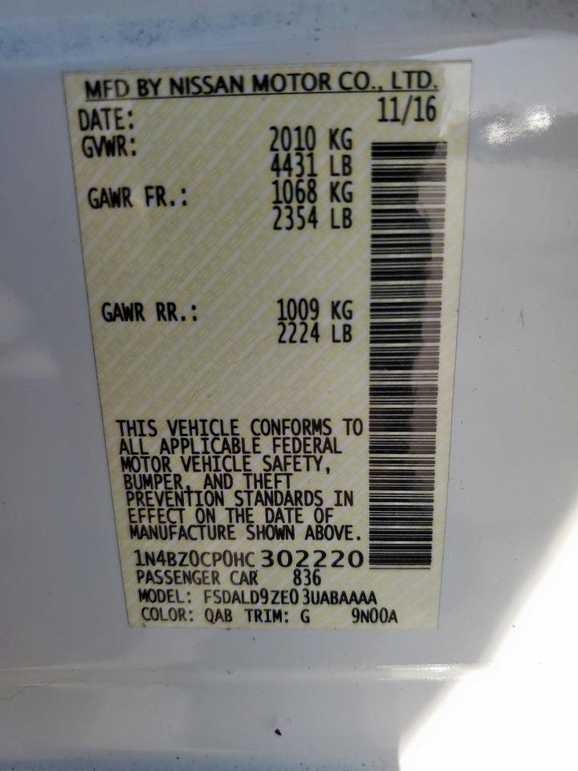 MFD BY NISSAN MOTOR CO., LTD.
DATE: 11/16
GVWR: 2010 KG
4431 LB
GAWR FR.: 1068 KG
2354 LB
GAWR RR.: 1009 KG
2224 LB
THIS VEHICLE CONFORMS TO
ALL APPLICABLE FEDERAL
MOTOR VEHICLE SAFETY,
BUMPER, AND THEFT
PREVENTION STANDARDS IN
EFFECT ON THE DATE OF
MANUFACTURE SHOWN ABOVE.
1N4BZ0CP0HC 302220
PASSENGER CAR 836
MODEL: FSDALD9ZE03UABAAAA
COLOR: QAB TRIM: G 9N00A